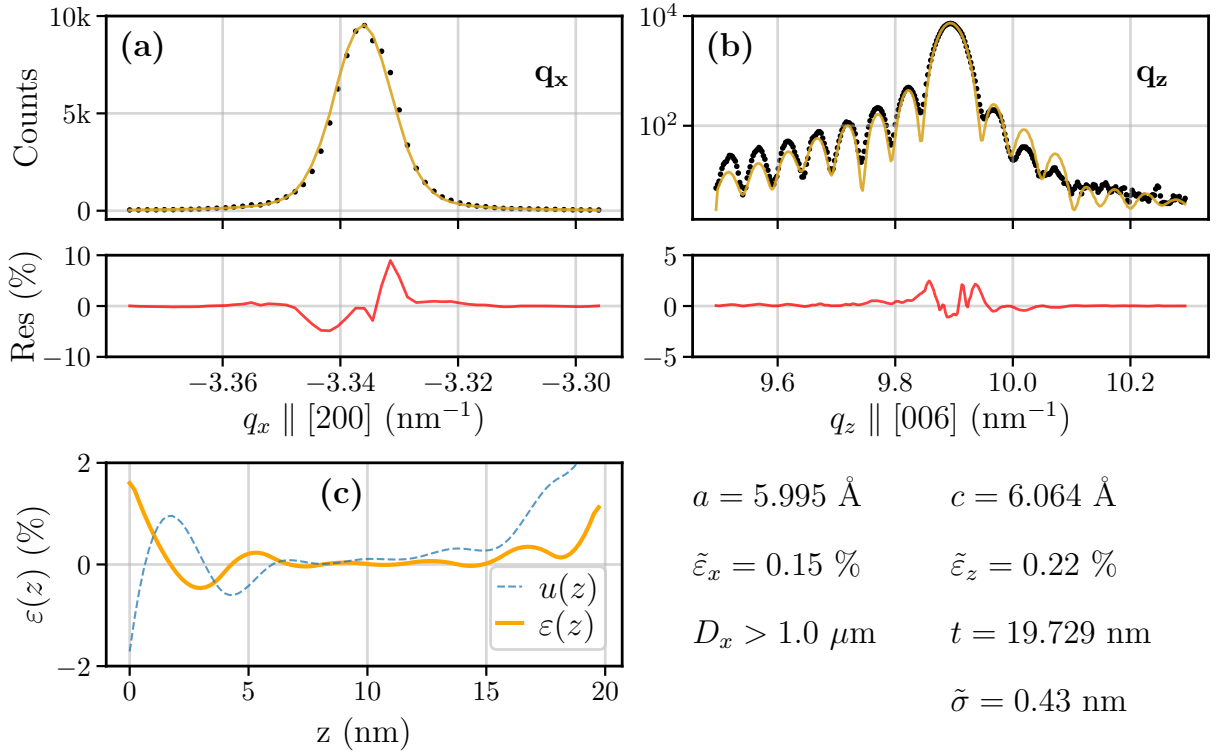 10k
5k
0
Counts
(a)
q_x
10
0
−10
Res (%)
−3.36
−3.34
−3.32
−3.30
q_x ∥ [200] (nm⁻¹)
10⁴
10²
(b)
q_z
5
0
−5
9.6
9.8
10.0
10.2
q_z ∥ [006] (nm⁻¹)
2
0
−2
ε(z) (%)
(c)
u(z)
ε(z)
0
5
10
15
20
z (nm)
a = 5.995 Å
c = 6.064 Å
ε̃_x = 0.15 %
ε̃_z = 0.22 %
D_x > 1.0 μm
t = 19.729 nm
σ̃ = 0.43 nm